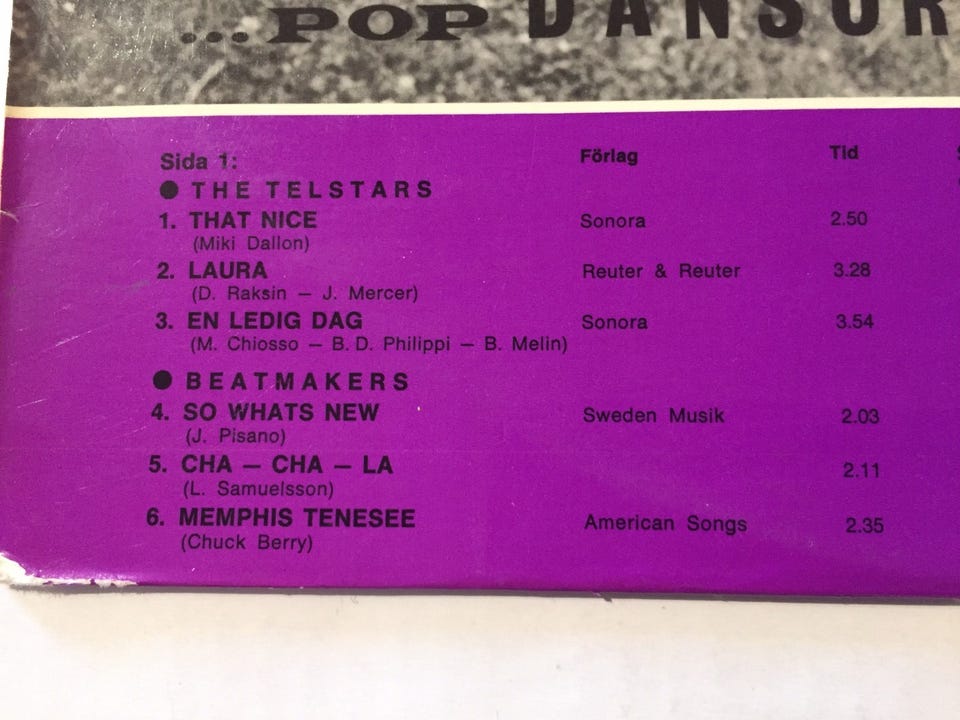 ...POP
Sida 1: Förlag Tid
● THE TELSTARS
1. THAT NICE Sonora 2.50
(Miki Dallon)
2. LAURA Reuter & Reuter 3.28
(D. Raksin – J. Mercer)
3. EN LEDIG DAG Sonora 3.54
(M. Chiosso – B. D. Philippi – B. Melin)
● BEATMAKERS
4. SO WHATS NEW Sweden Musik 2.03
(J. Pisano)
5. CHA – CHA – LA 2.11
(L. Samuelsson)
6. MEMPHIS TENESEE American Songs 2.35
(Chuck Berry)